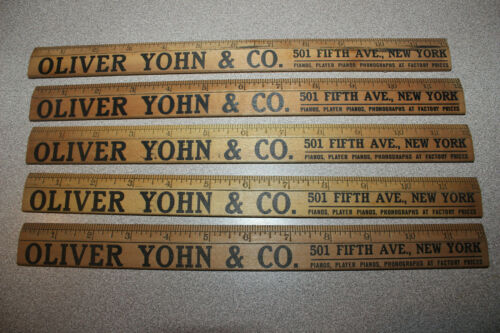 OLIVER YOHN & CO. 501 FIFTH AVE., NEW YORK
PIANOS, PLAYER PIANOS, PHONOGRAPHS AT FACTORY PRICES
OLIVER YOHN & CO. 501 FIFTH AVE., NEW YORK
PIANOS, PLAYER PIANOS, PHONOGRAPHS AT FACTORY PRICES
OLIVER YOHN & CO. 501 FIFTH AVE., NEW YORK
PIANOS, PLAYER PIANOS, PHONOGRAPHS AT FACTORY PRICES
OLIVER YOHN & CO. 501 FIFTH AVE., NEW YORK
PIANOS, PLAYER PIANOS, PHONOGRAPHS AT FACTORY PRICES
OLIVER YOHN & CO. 501 FIFTH AVE., NEW YORK
PIANOS, PLAYER PIANOS, PHONOGRAPHS AT FACTORY PRICES